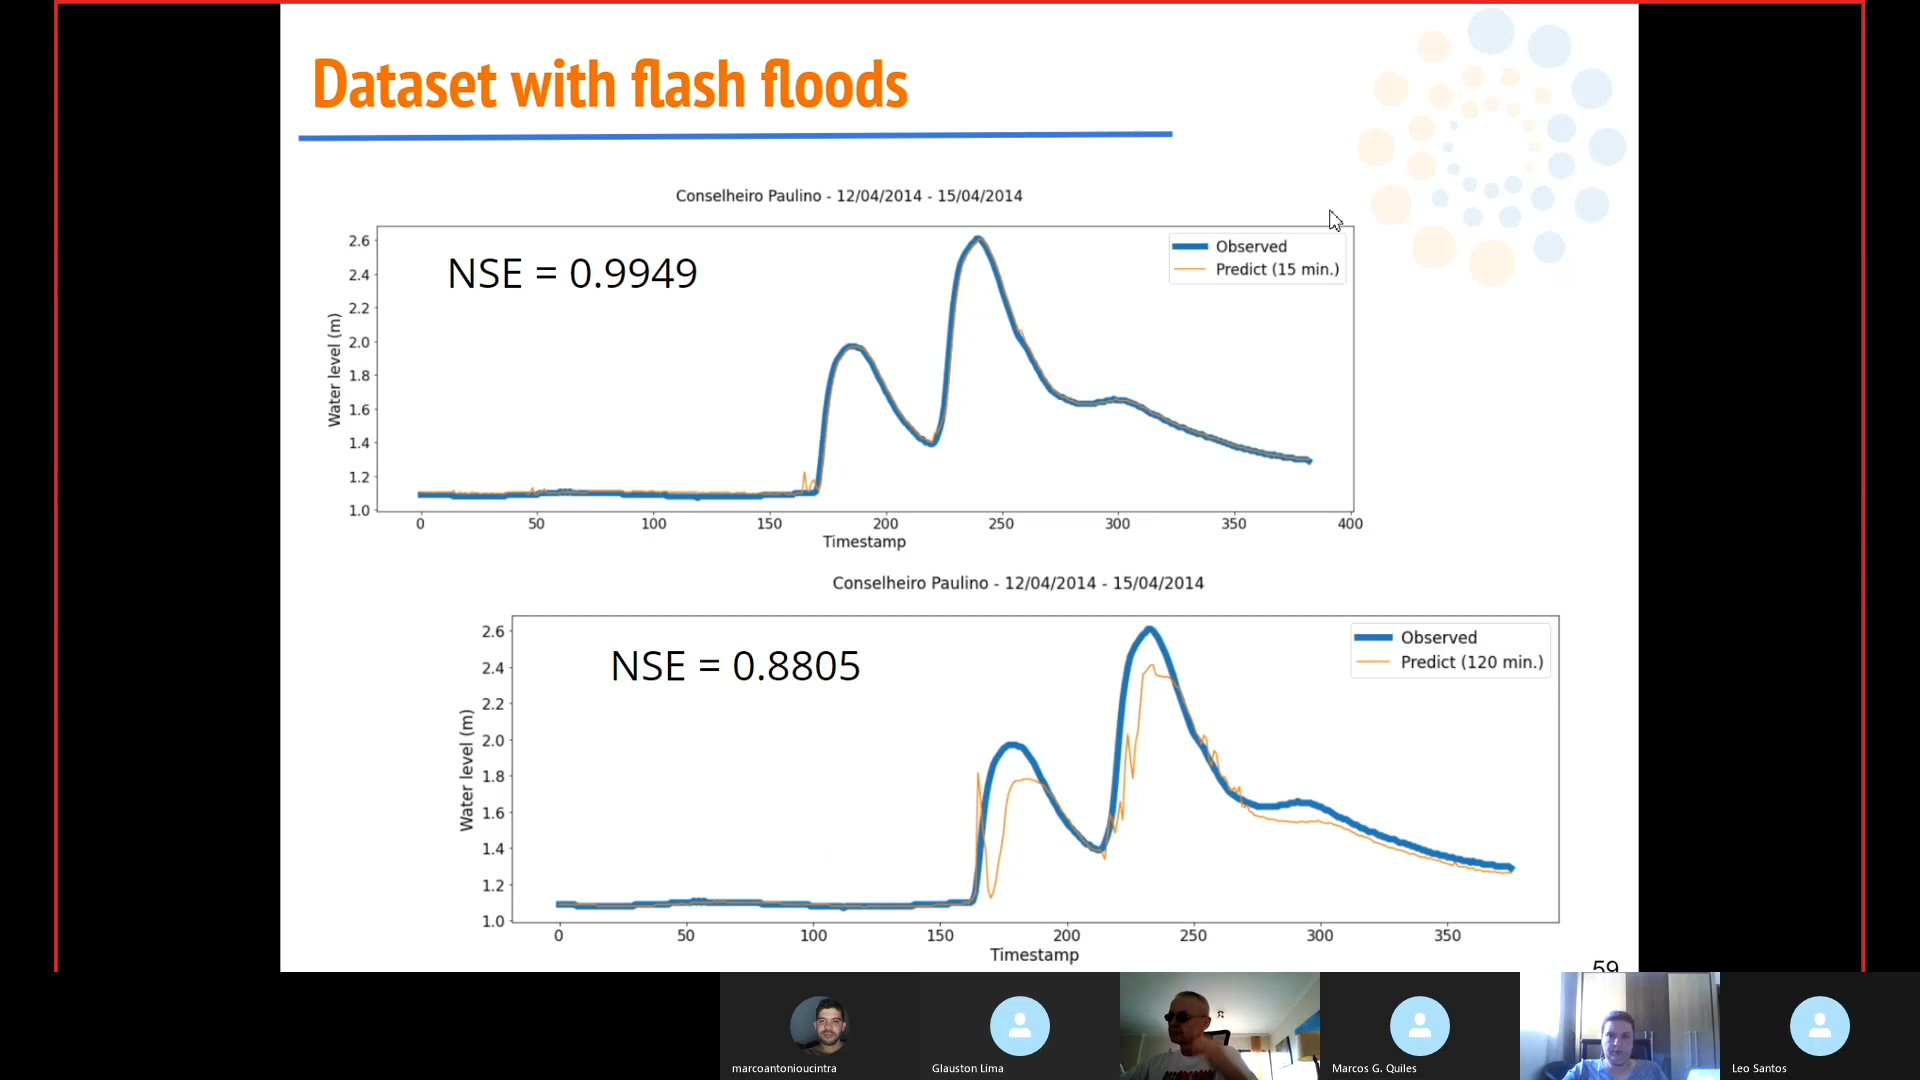 Dataset with flash floods
Conselheiro Paulino - 12/04/2014 - 15/04/2014
NSE = 0.9949
Observed
Predict (15 min.)
Water level (m)
2.6
2.4
2.2
2.0
1.8
1.6
1.4
1.2
1.0
0 50 100 150 200 250 300 350 400
Timestamp
Conselheiro Paulino - 12/04/2014 - 15/04/2014
NSE = 0.8805
Observed
Predict (120 min.)
Water level (m)
2.6
2.4
2.2
2.0
1.8
1.6
1.4
1.2
1.0
0 50 100 150 200 250 300 350
Timestamp
59
marcoantonioucintra
Glauston Lima
Marcos G. Quiles
Leo Santos